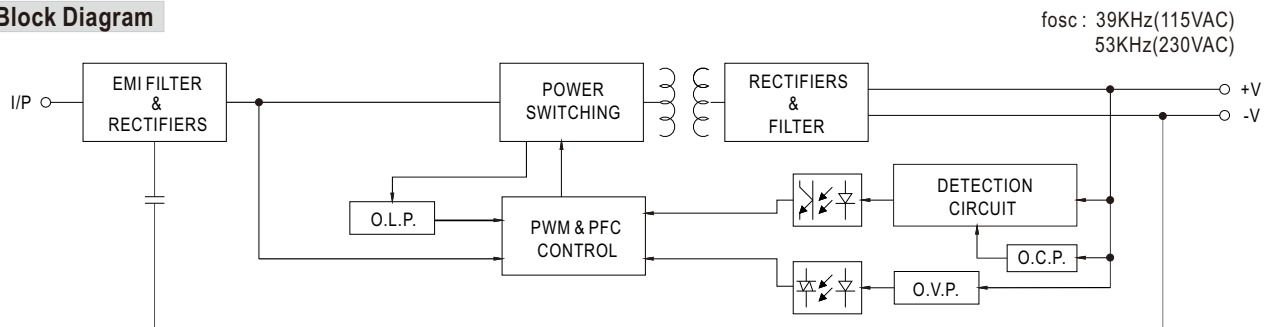 Block Diagram
fosc : 39KHz(115VAC)
53KHz(230VAC)
I/P
EMI FILTER
&
RECTIFIERS
POWER
SWITCHING
RECTIFIERS
&
FILTER
+V
-V
O.L.P.
PWM & PFC
CONTROL
DETECTION
CIRCUIT
O.C.P.
O.V.P.